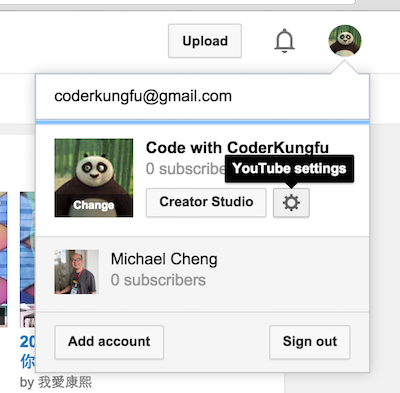 Upload
coderkungfu@gmail.com
Code with CoderKungfu
0 subscribe
YouTube settings
Change
Creator Studio
Michael Cheng
0 subscribers
Add account
Sign out
20
你
by 我愛康熙